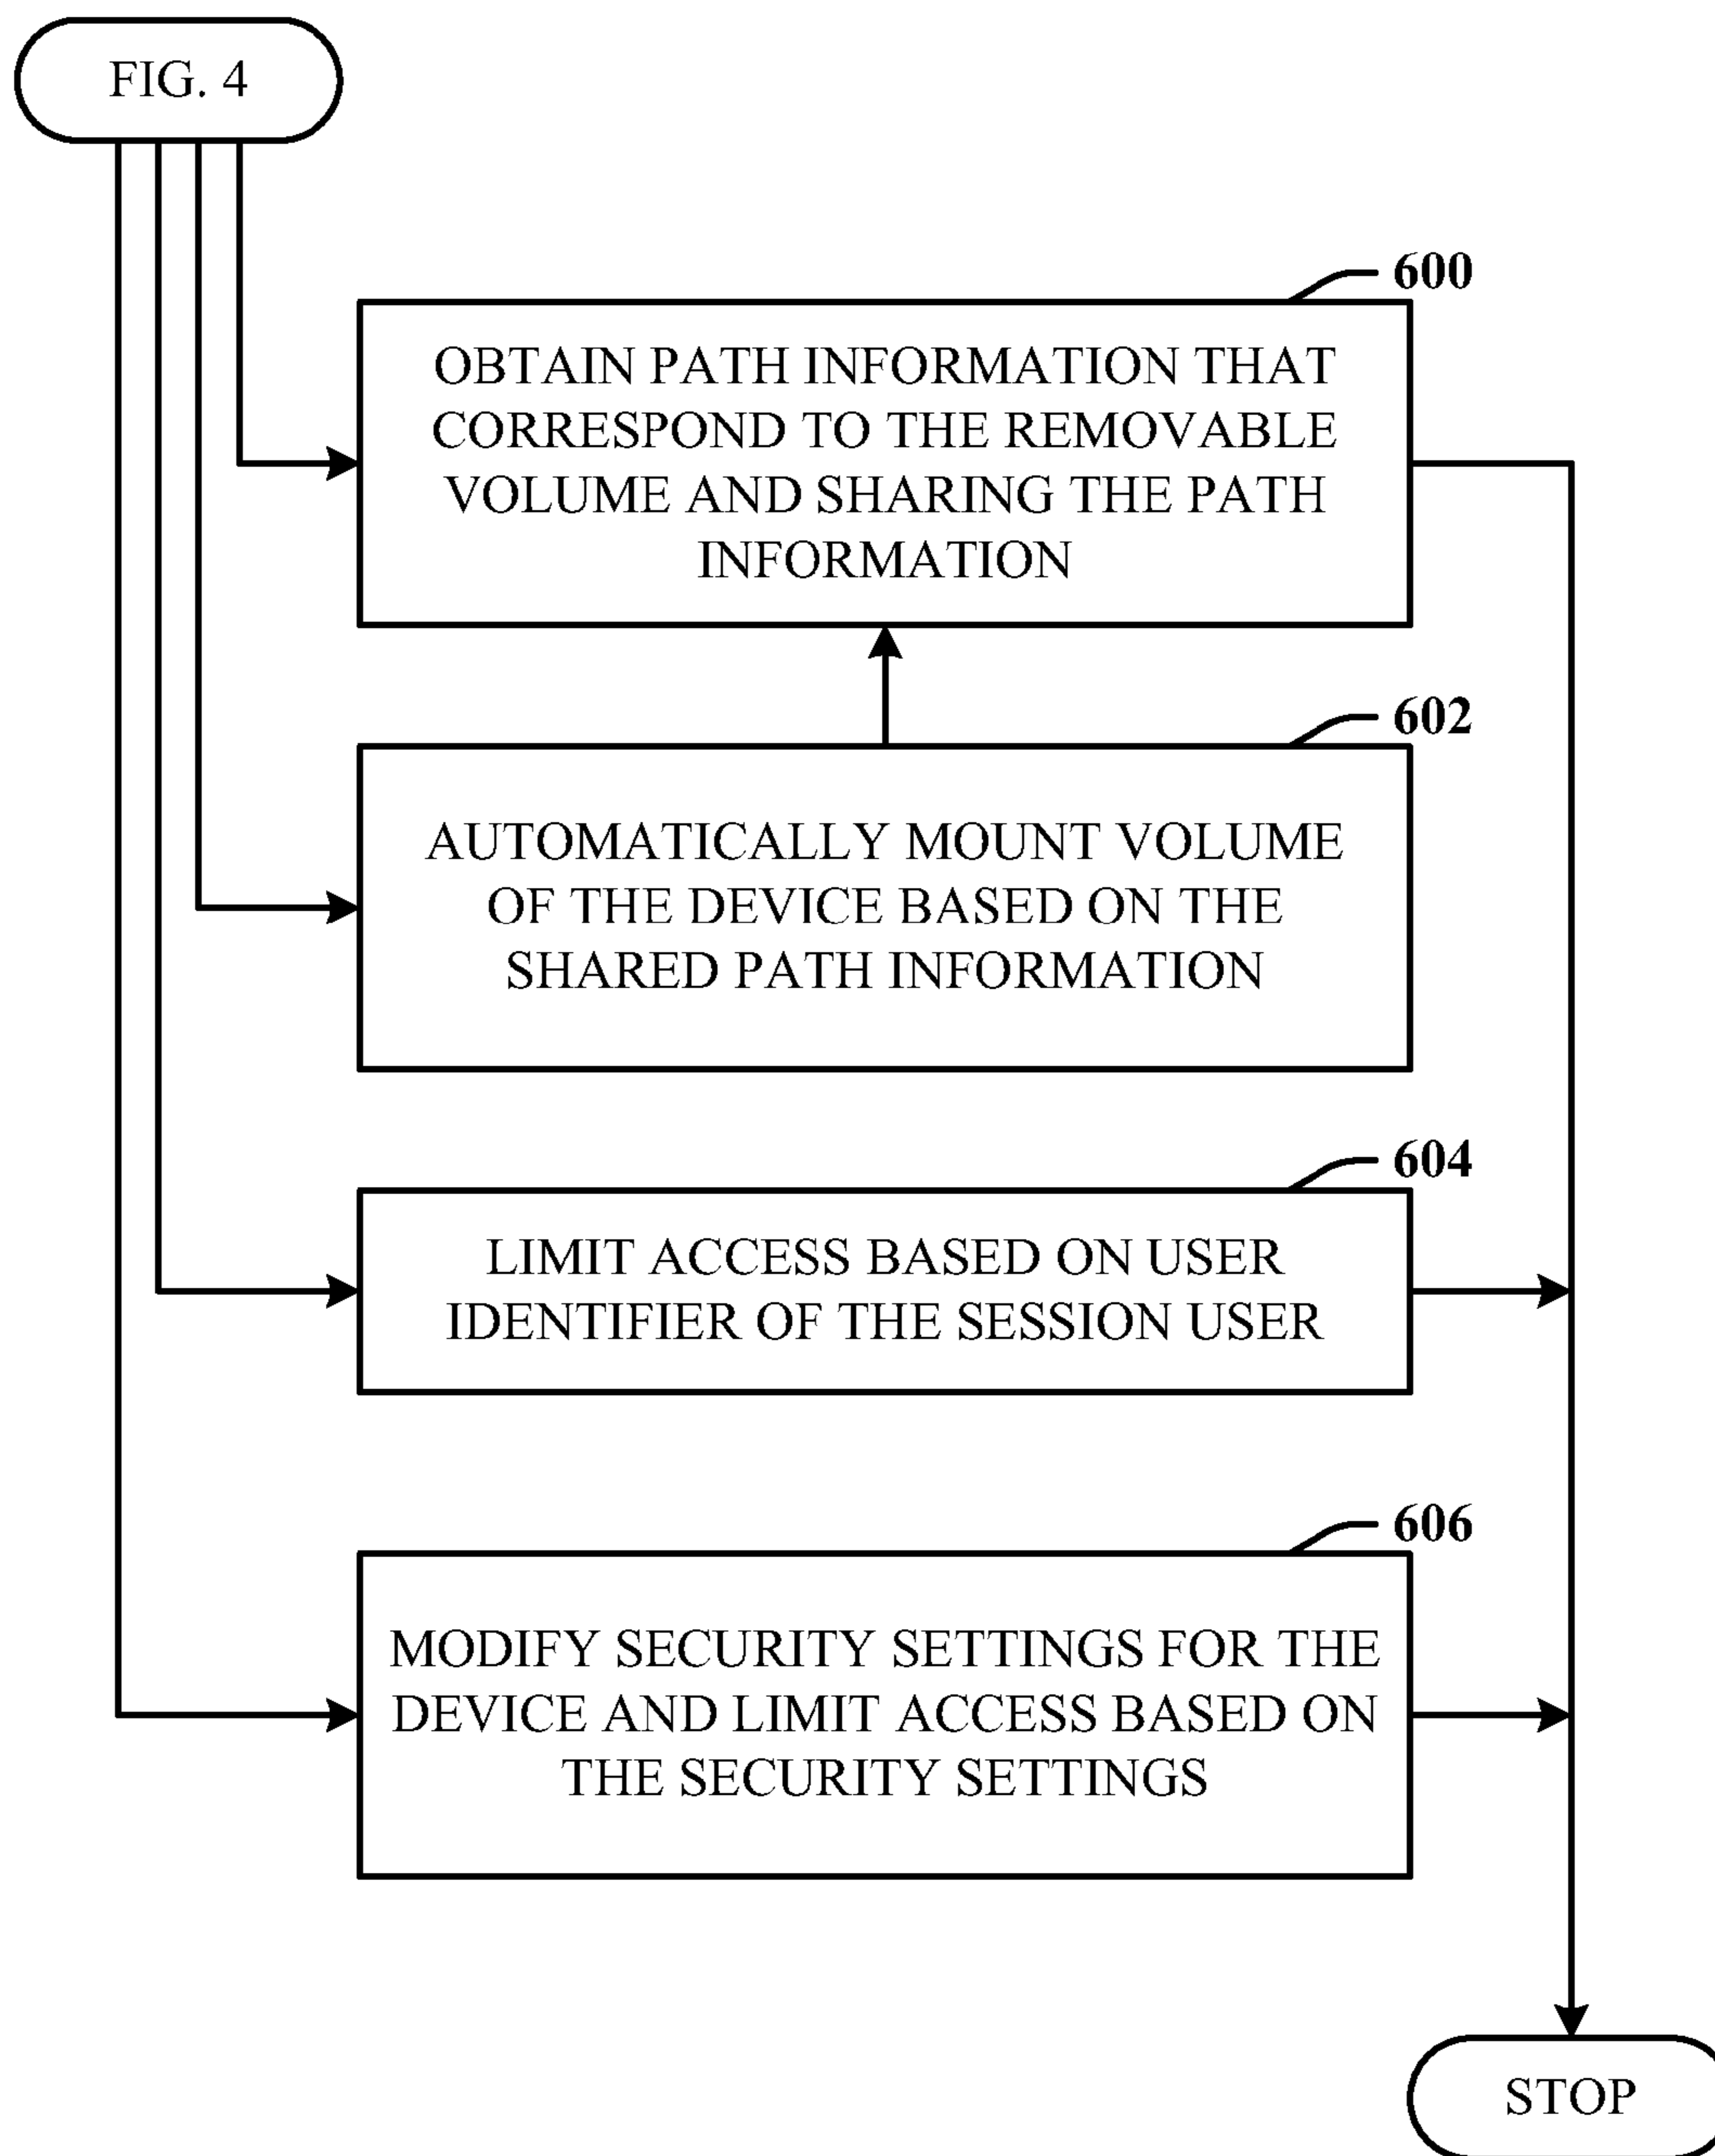 FIG. 4
600
OBTAIN PATH INFORMATION THAT
CORRESPOND TO THE REMOVABLE
VOLUME AND SHARING THE PATH
INFORMATION
602
AUTOMATICALLY MOUNT VOLUME
OF THE DEVICE BASED ON THE
SHARED PATH INFORMATION
604
LIMIT ACCESS BASED ON USER
IDENTIFIER OF THE SESSION USER
606
MODIFY SECURITY SETTINGS FOR THE
DEVICE AND LIMIT ACCESS BASED ON
THE SECURITY SETTINGS
STOP